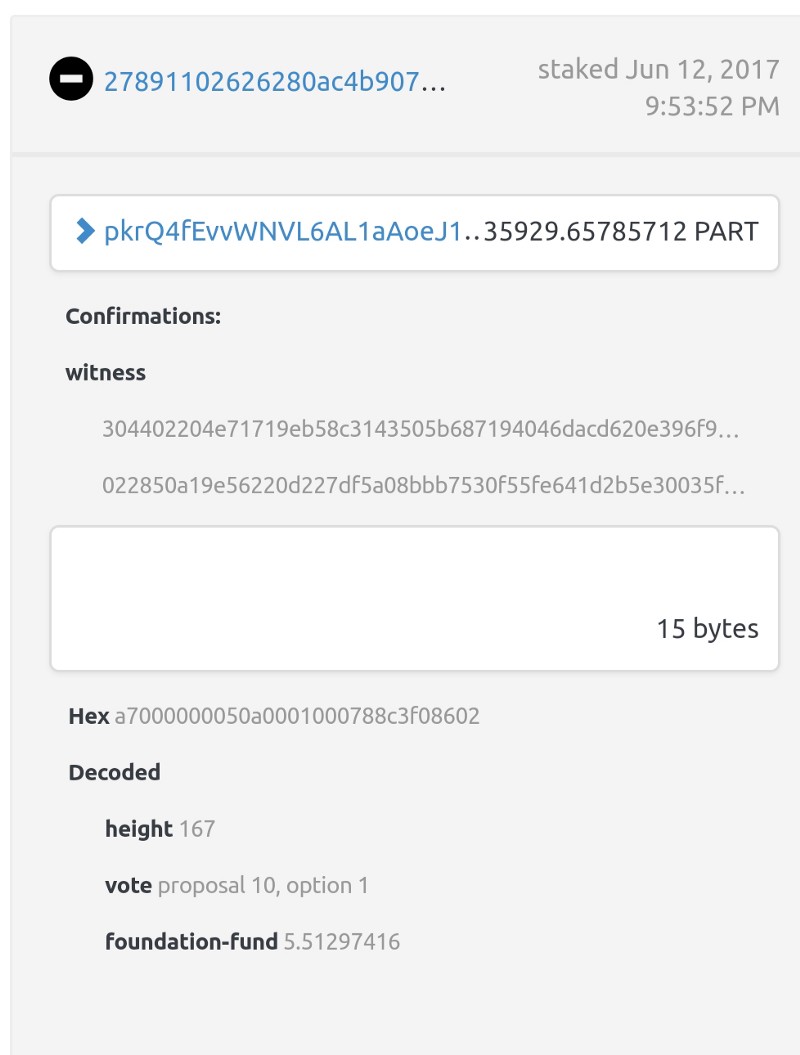 27891102626280ac4b907...
staked Jun 12, 2017
9:53:52 PM
pkrQ4fEvvWNVL6AL1aAoeJ1..35929.65785712 PART
Confirmations:
witness
304402204e71719eb58c3143505b687194046dacd620e396f9...
022850a19e56220d227df5a08bbb7530f55fe641d2b5e30035f...
15 bytes
Hex a7000000050a0001000788c3f08602
Decoded
height 167
vote proposal 10, option 1
foundation-fund 5.51297416